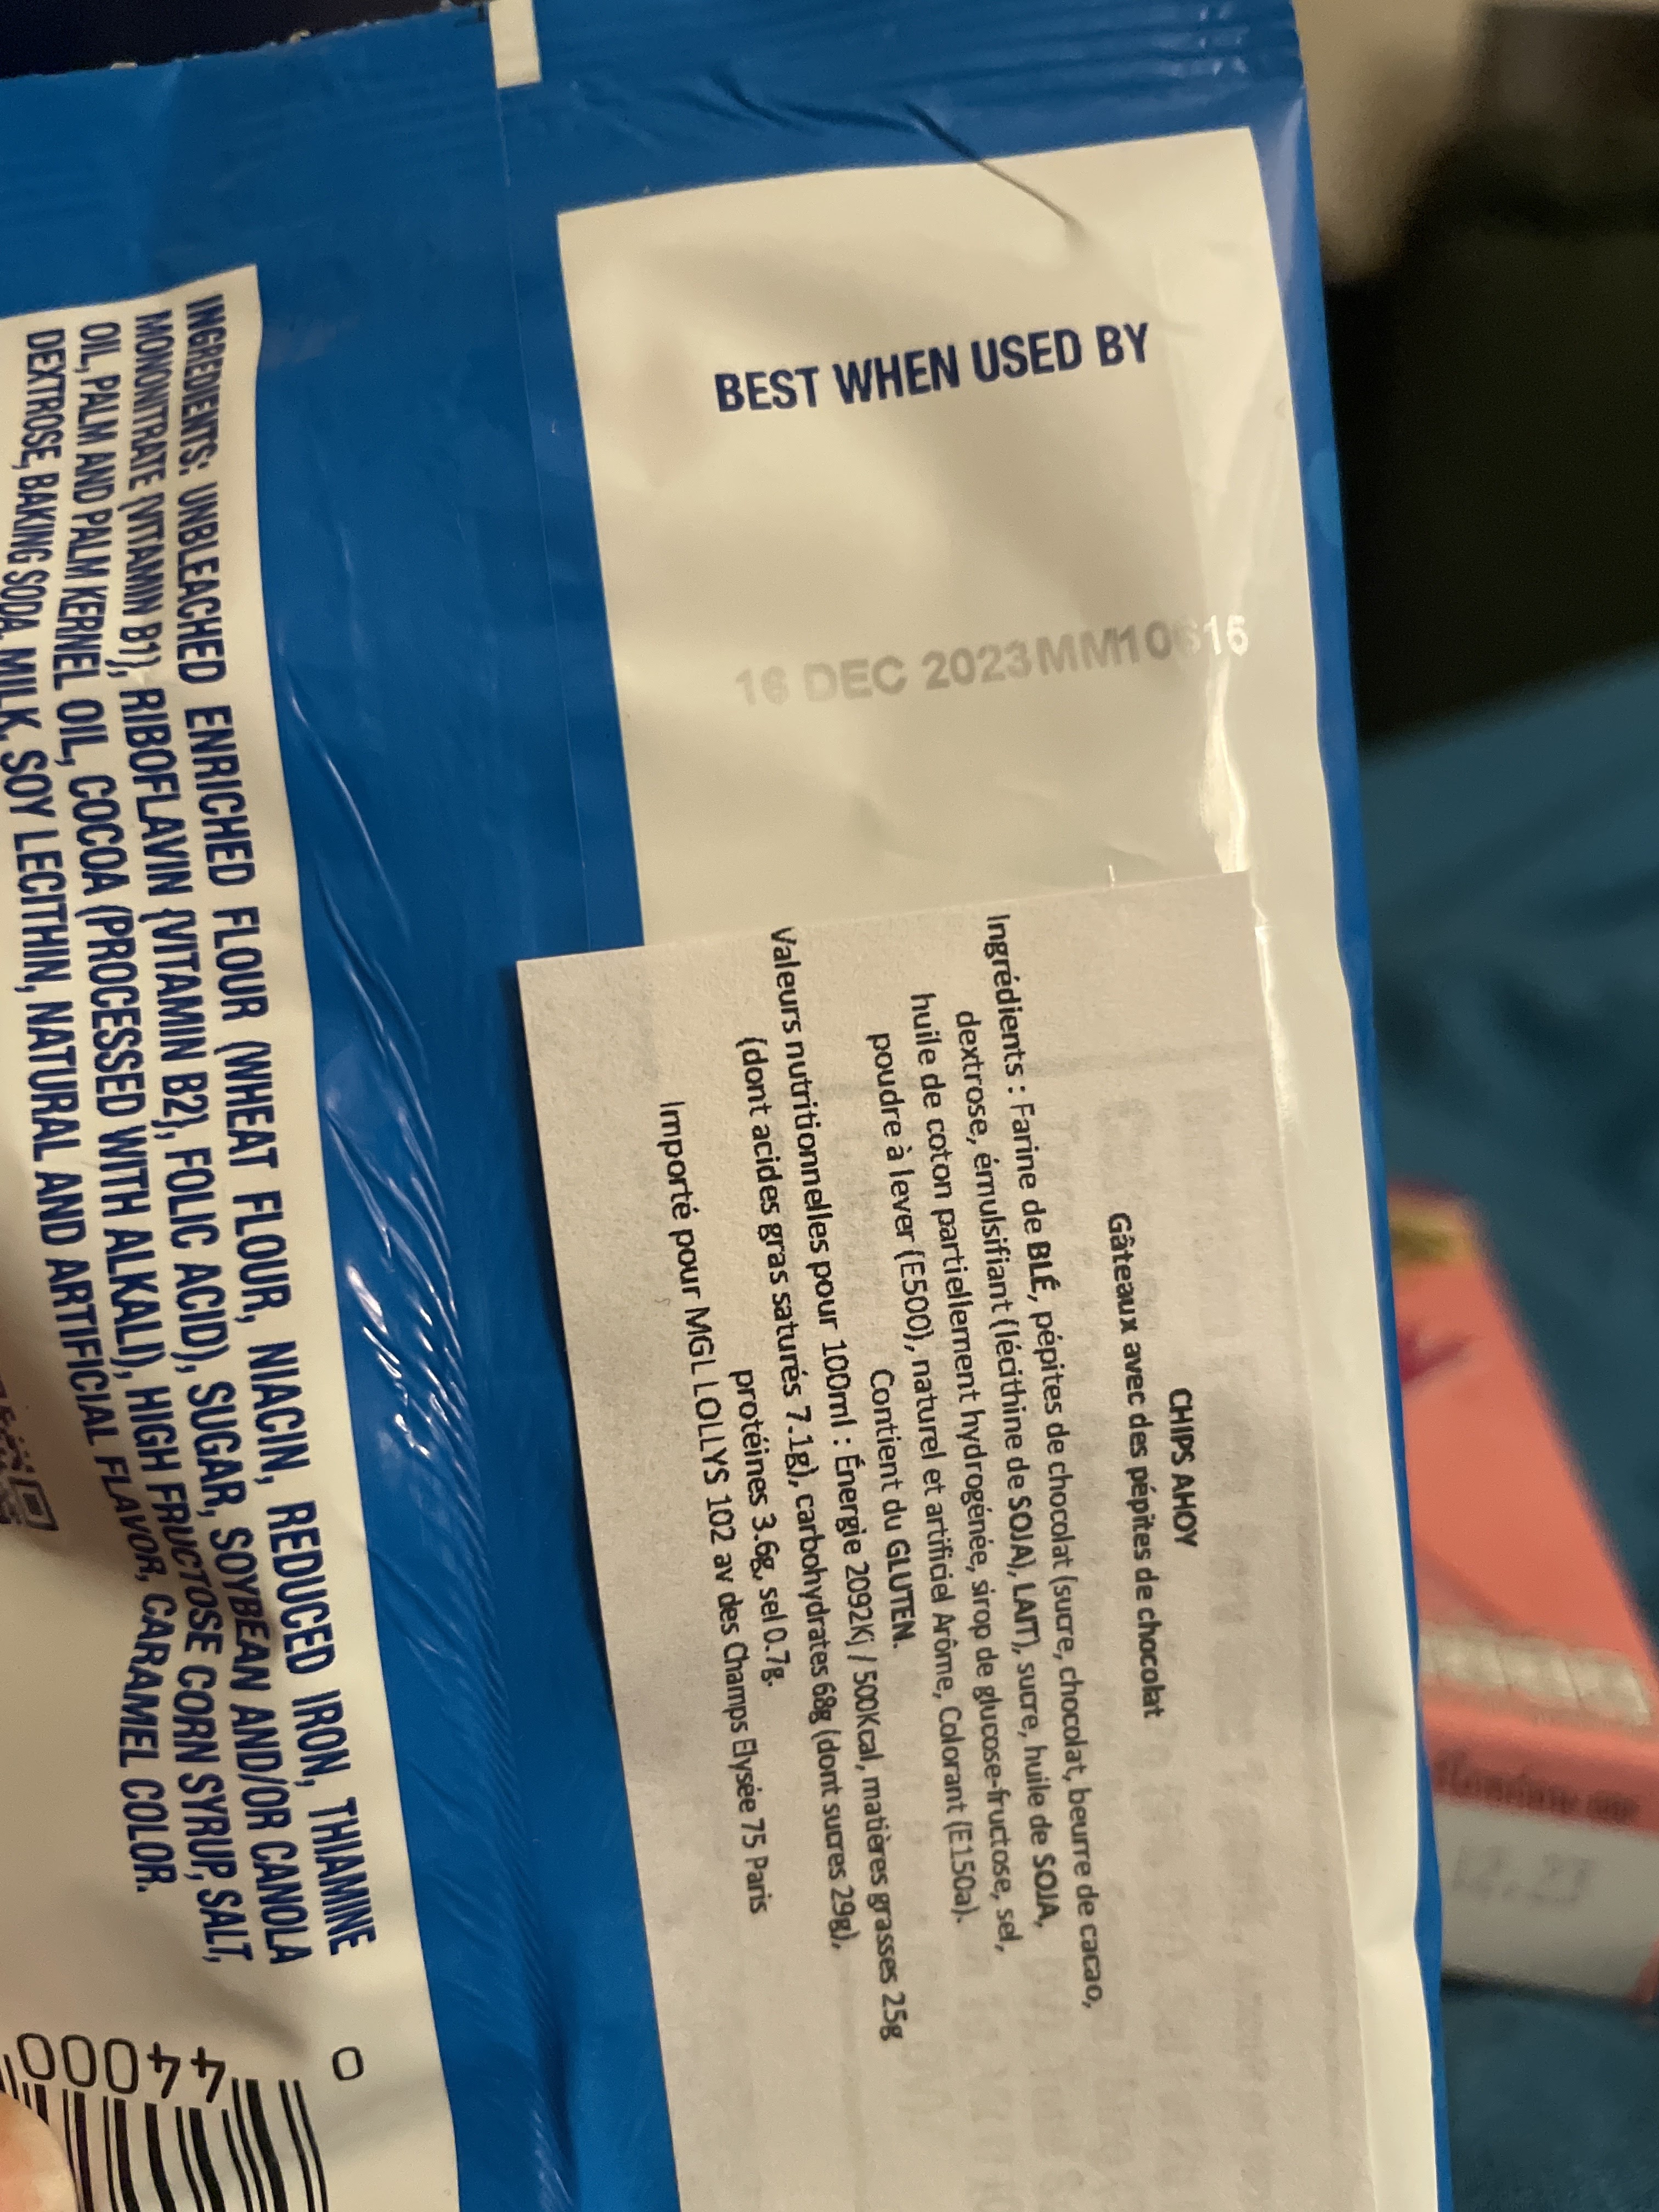 BEST WHEN USED BY
16 DEC 2023MM10 15
CHIPS AHOY
Gâteaux avec des pépites de chocolat
Ingrédients : Farine de BLÉ, pépites de chocolat (sucre, chocolat, beurre de cacao,
dextrose, émulsifiant (lécithine de SOJA), LAIT), sucre, huile de SOJA,
huile de coton partiellement hydrogénée, sirop de glucose-fructose, sel,
poudre à lever (E500), naturel et artificiel Arôme, Colorant (E150a).
Contient du GLUTEN.
Valeurs nutritionnelles pour 100ml : Énergie 2092Kj / 500Kcal, matières grasses 25g
(dont acides gras saturés 7.1g), carbohydrates 68g (dont sucres 29g),
protéines 3.6g, sel 0.7g.
Importé pour MGL LOLLYS 102 av des Champs Elysée 75 Paris
INGREDIENTS: UNBLEACHED ENRICHED FLOUR (WHEAT FLOUR, NIACIN, REDUCED IRON, THIAMINE
MONONITRATE {VITAMIN B1}, RIBOFLAVIN {VITAMIN B2}, FOLIC ACID), SUGAR, SOYBEAN AND/OR CANOLA
OIL, PALM AND PALM KERNEL OIL, COCOA (PROCESSED WITH ALKALI), HIGH FRUCTOSE CORN SYRUP, SALT,
DEXTROSE, BAKING SODA, MILK, SOY LECITHIN, NATURAL AND ARTIFICIAL FLAVOR, CARAMEL COLOR.
0
44000
12.23